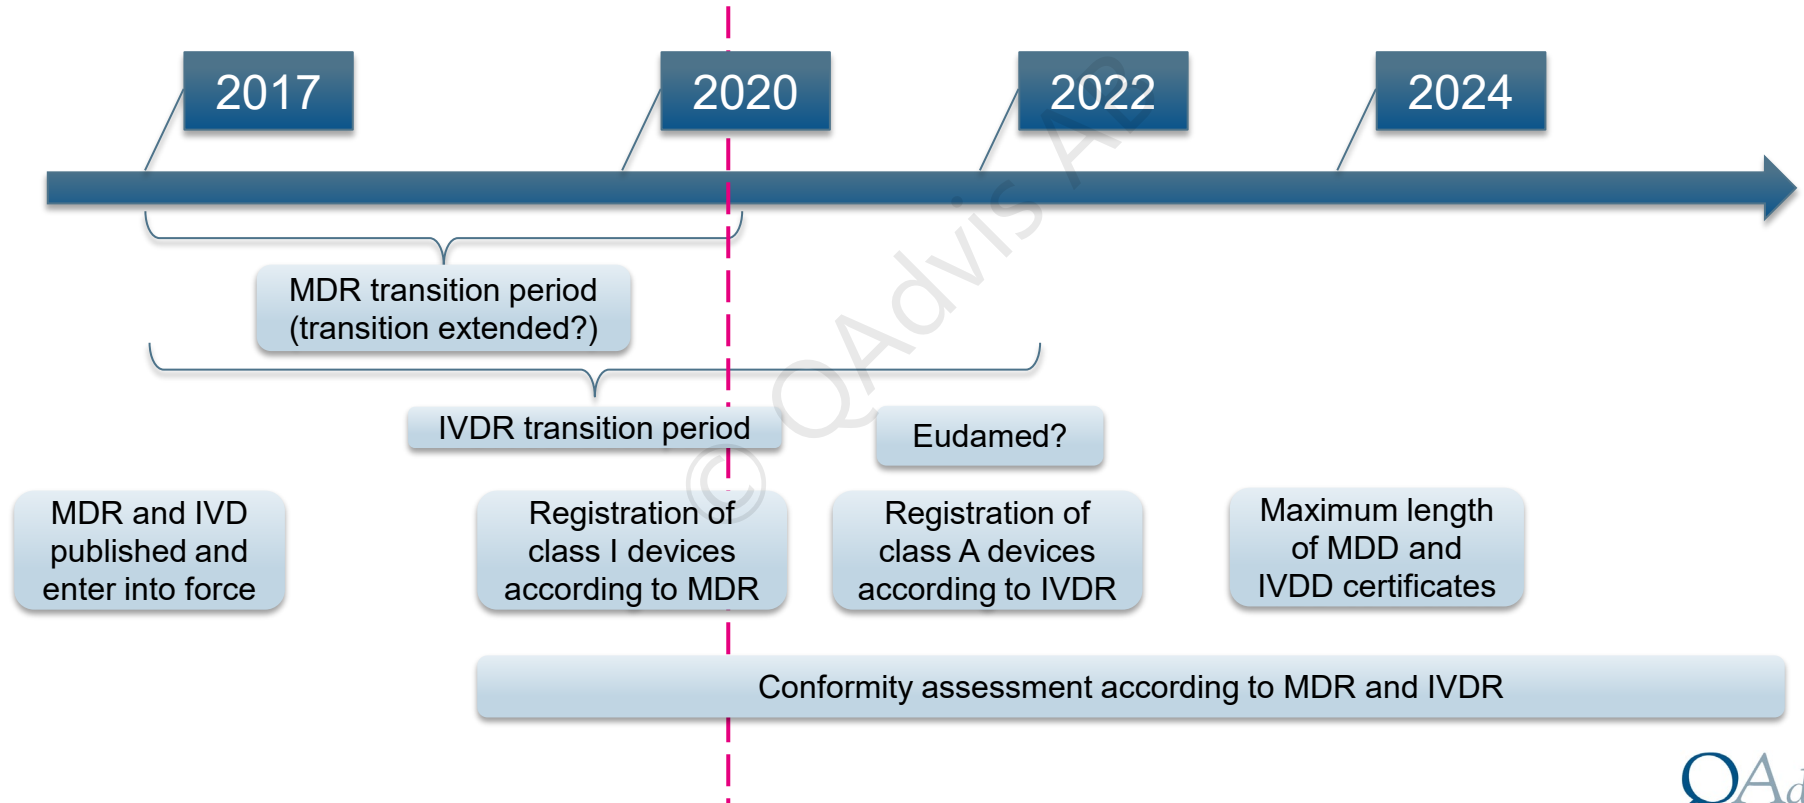 2017
2020
2022
2024
MDR transition period
(transition extended?)
IVDR transition period
Eudamed?
MDR and IVD
published and
enter into force
Registration of
class I devices
according to MDR
Registration of
class A devices
according to IVDR
Maximum length
of MDD and
IVDD certificates
Conformity assessment according to MDR and IVDR
© QAdvis AB
QAd